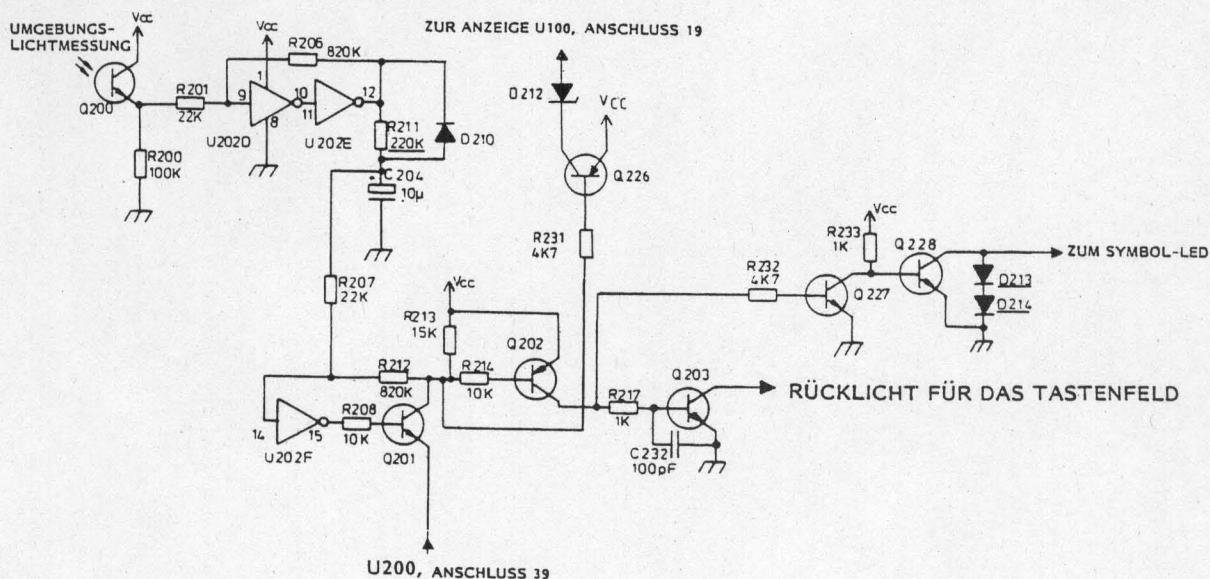 ZUR ANZEIGE U100, ANSCHLUSS 19
UMGEBUNGS-
LICHTMESSUNG
Vcc
Vcc
R206
820K
Q200
R201
22K
9
1
8
10
11
12
U202D
U202E
R211
220K
D210
R200
100K
C204
+
10µ
D212
VCC
Q226
R231
4K7
R207
22K
Vcc
R213
15K
Q202
R212
820K
R214
10K
14
15
U202F
R208
10K
Q201
R217
1K
Q203
C232
100pF
R232
4K7
Vcc
R233
1K
Q227
Q228
ZUM SYMBOL-LED
D213
D214
RÜCKLICHT FÜR DAS TASTENFELD
U200, ANSCHLUSS 39